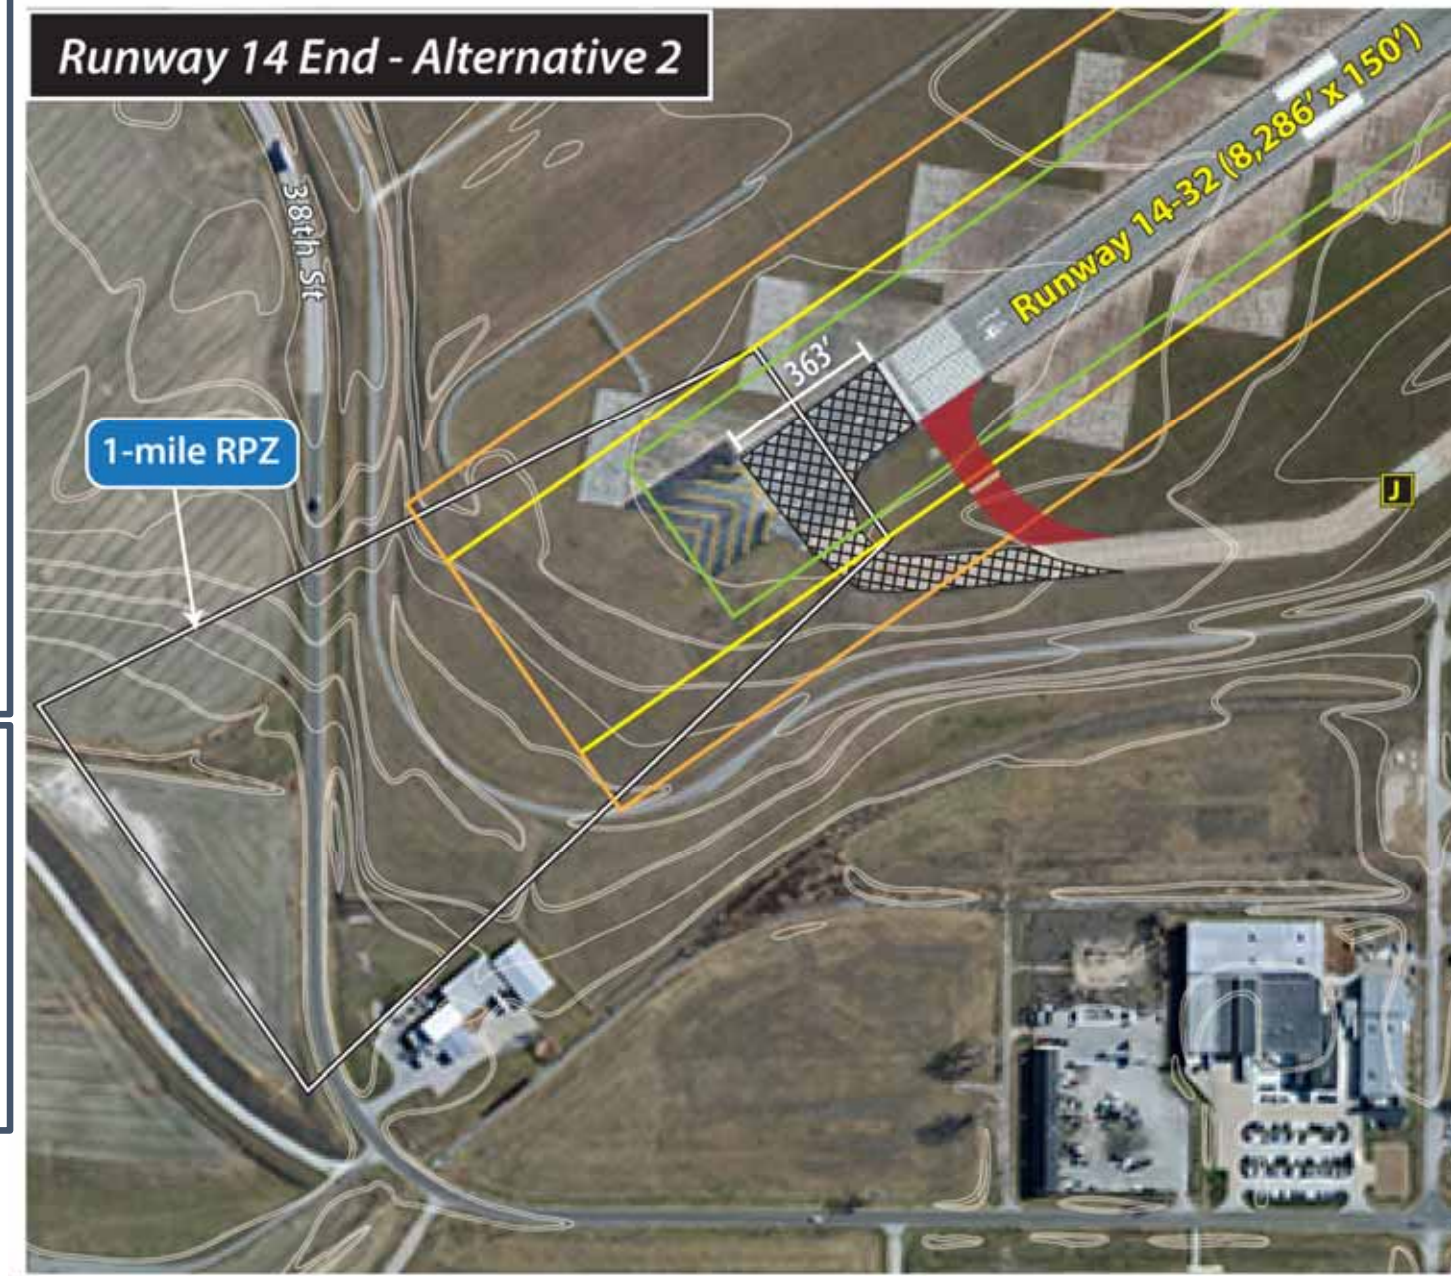 Runway 14 End - Alternative 2
38th St
Runway 14-32 (8,286' x 150')
363'
1-mile RPZ
J